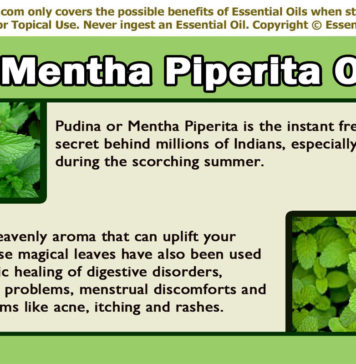 .com only covers the possible benefits of Essential Oils when st
or Topical Use. Never ingest an Essential Oil. Copyright © Essen
Mentha Piperita O
Pudina or Mentha Piperita is the instant fre
secret behind millions of Indians, especially
during the scorching summer.
eavenly aroma that can uplift your
se magical leaves have also been used
ic healing of digestive disorders,
problems, menstrual discomforts and
ms like acne, itching and rashes.